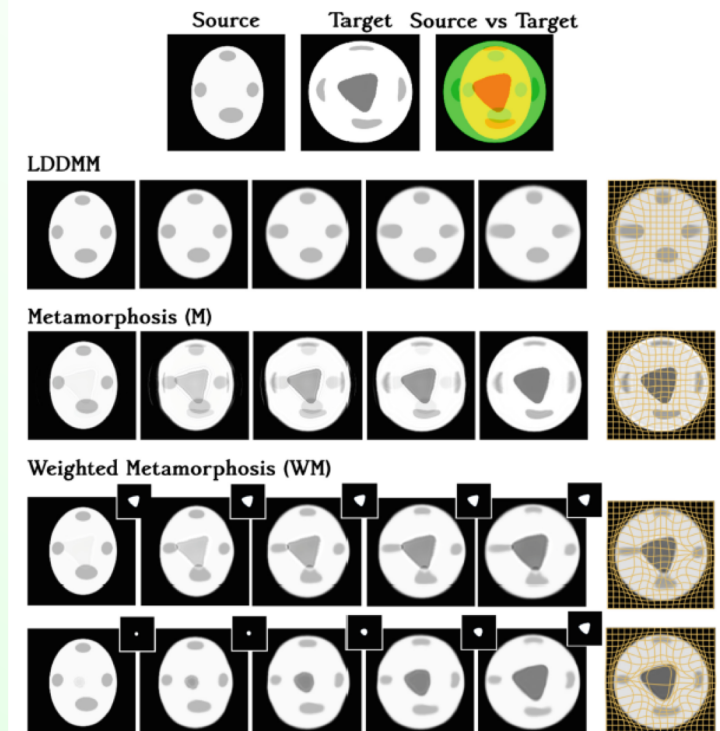 Source Target Source vs Target
LDDMM
Metamorphosis (M)
Weighted Metamorphosis (WM)